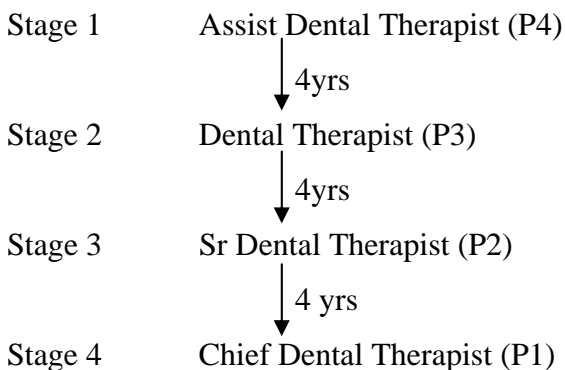 Stage 1 Assist Dental Therapist (P4)
4yrs
Stage 2 Dental Therapist (P3)
4yrs
Stage 3 Sr Dental Therapist (P2)
4 yrs
Stage 4 Chief Dental Therapist (P1)